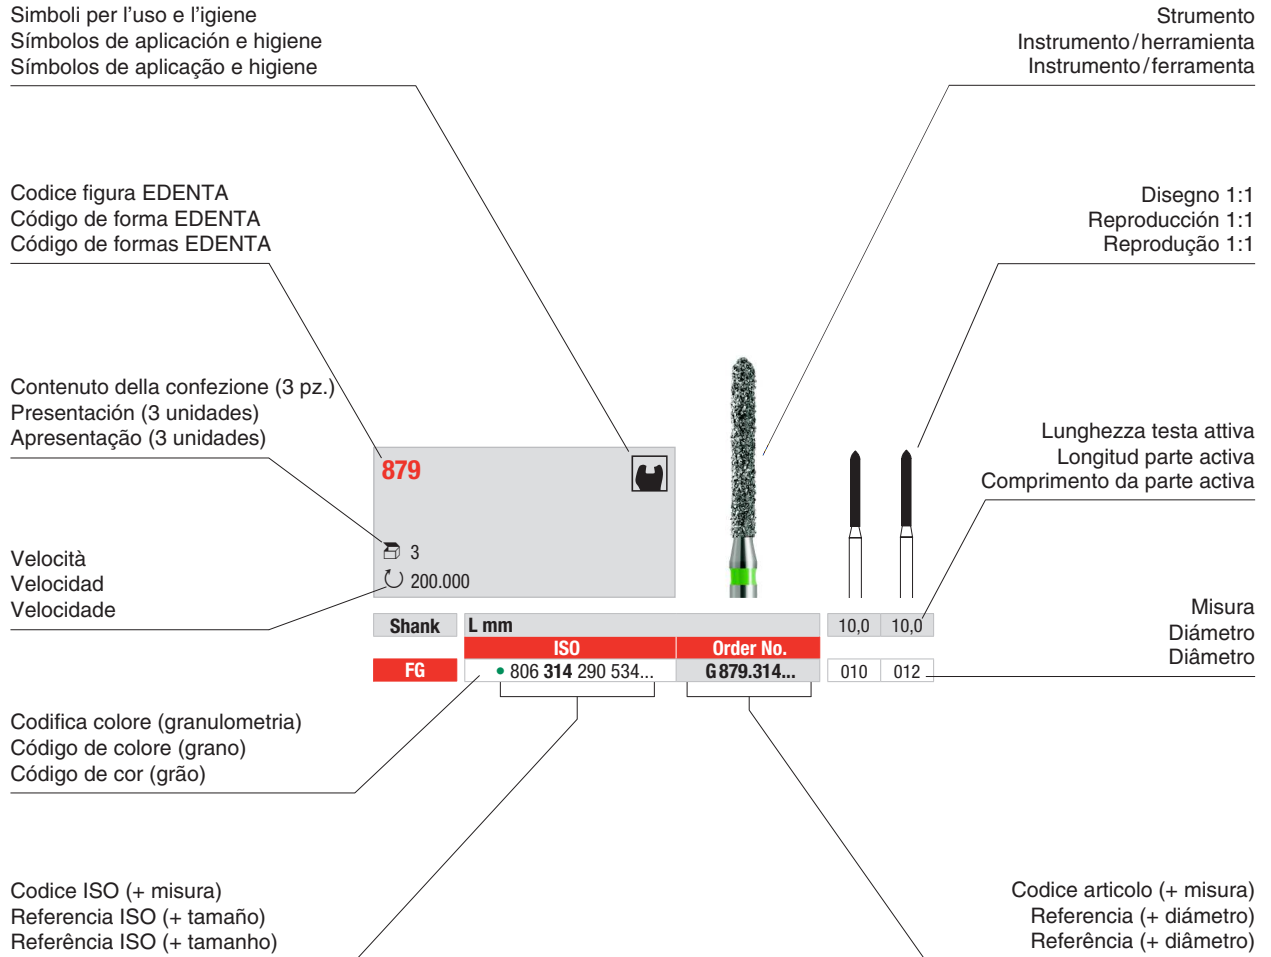 Simboli per l'uso e l'igiene
Símbolos de aplicación e higiene
Símbolos de aplicação e higiene
Strumento
Instrumento/herramienta
Instrumento/ferramenta
Codice figura EDENTA
Código de forma EDENTA
Código de formas EDENTA
Disegno 1:1
Reproducción 1:1
Reprodução 1:1
Contenuto della confezione (3 pz.)
Presentación (3 unidades)
Apresentação (3 unidades)
Lunghezza testa attiva
Longitud parte activa
Comprimento da parte activa
879
3
200.000
Velocità
Velocidad
Velocidade
Misura
Diámetro
Diâmetro
Shank L mm 10,0 10,0
ISO Order No.
FG 806 314 290 534... G 879.314... 010 012
Codifica colore (granulometria)
Código de colore (grano)
Código de cor (grão)
Codice ISO (+ misura)
Referencia ISO (+ tamaño)
Referência ISO (+ tamanho)
Codice articolo (+ misura)
Referencia (+ diámetro)
Referência (+ diâmetro)